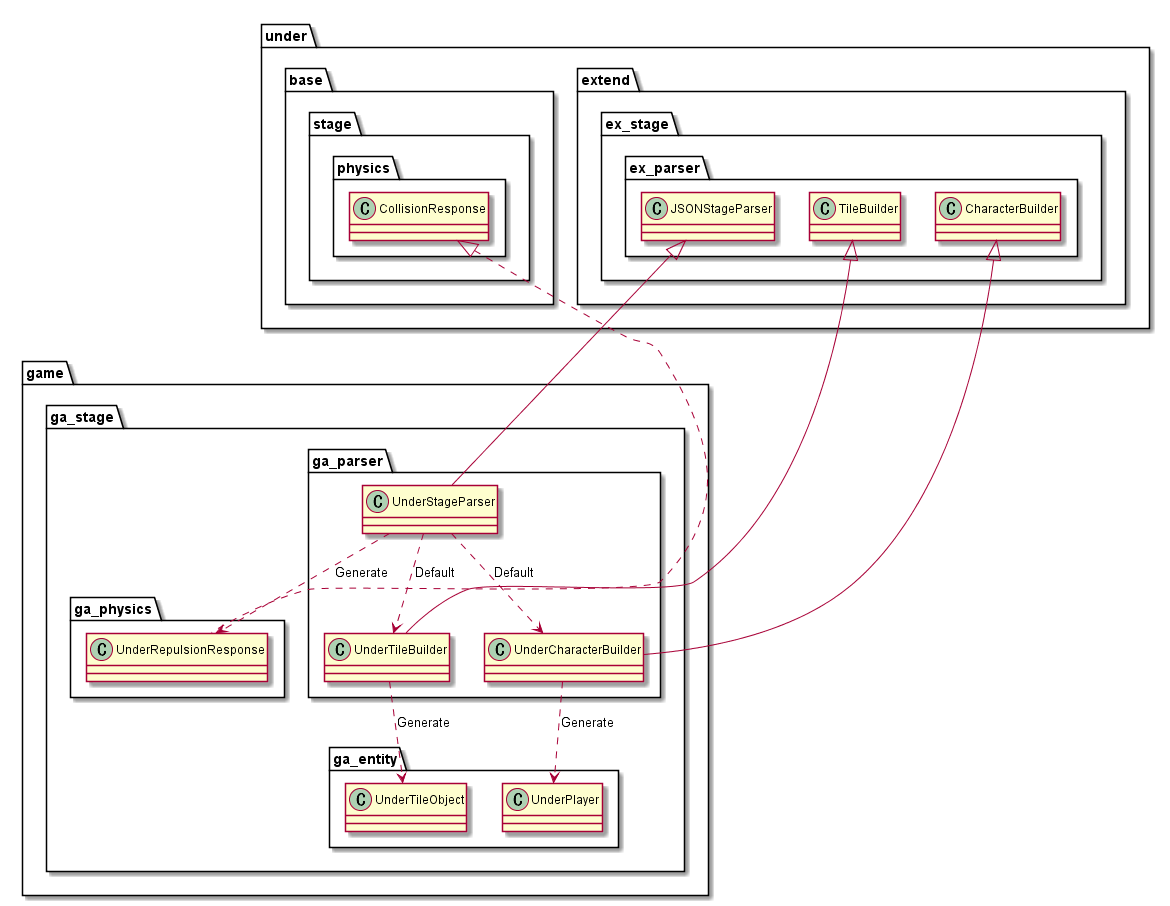 under
base
extend
stage
ex_stage
physics
ex_parser
C CollisionResponse
C JSONStageParser
C TileBuilder
C CharacterBuilder
game
ga_stage
ga_parser
C UnderStageParser
Generate
Default
Default
ga_physics
C UnderRepulsionResponse
C UnderTileBuilder
C UnderCharacterBuilder
Generate
Generate
ga_entity
C UnderTileObject
C UnderPlayer